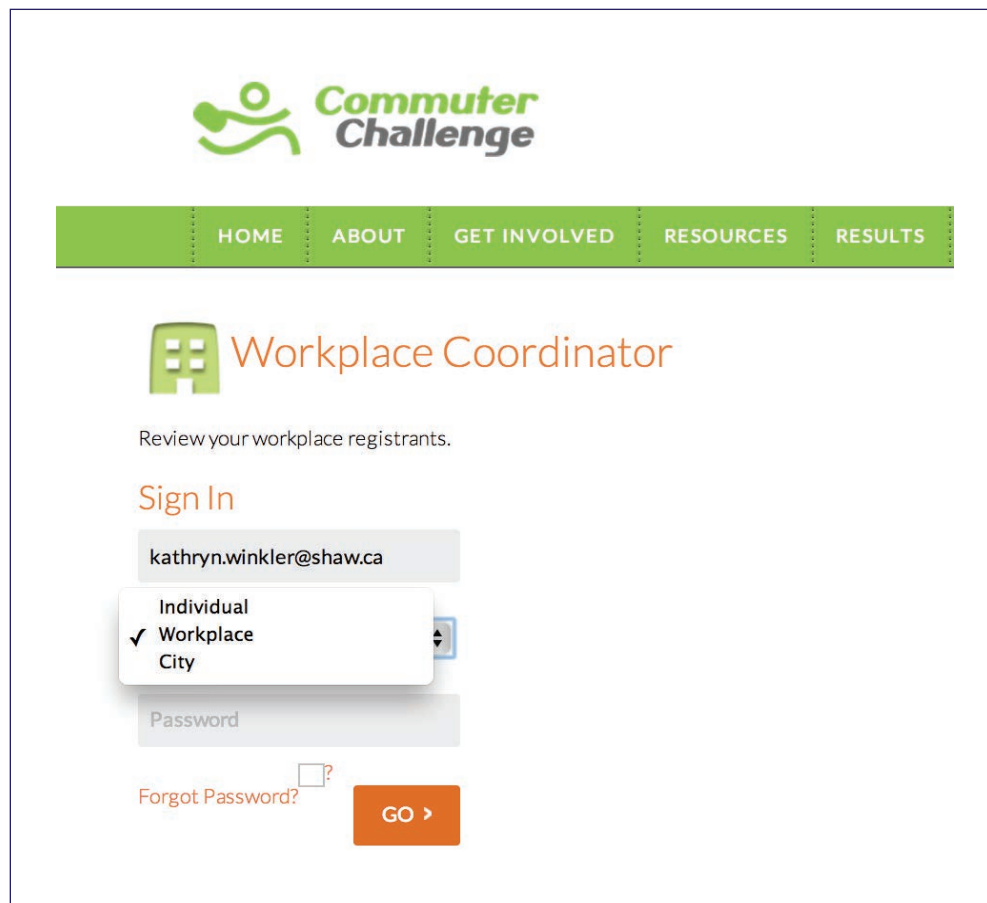 Commuter
Challenge
HOME ABOUT GET INVOLVED RESOURCES RESULTS
Workplace Coordinator
Review your workplace registrants.
Sign In
kathryn.winkler@shaw.ca
Individual
✓ Workplace
City
Password
?
Forgot Password?
GO >